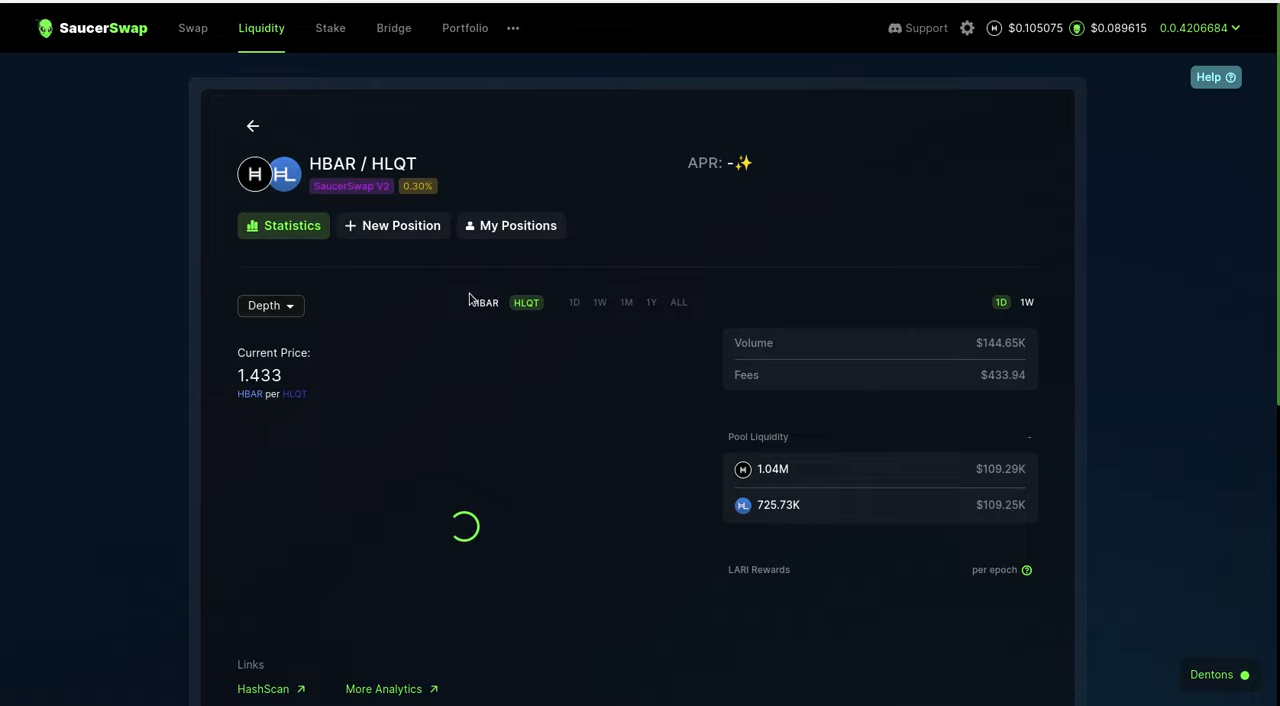 SaucerSwap Swap Liquidity Stake Bridge Portfolio ••• Support $0.105075 $0.089615 0.0.4206684
Help
HBAR / HLQT
APR: -✨
SaucerSwap V2 0.30%
Statistics + New Position My Positions
Depth HBAR HLQT 1D 1W 1M 1Y ALL 1D 1W
Volume $144.65K
Current Price:
1.433
Fees $433.94
HBAR per HLQT
Pool Liquidity -
1.04M $109.29K
725.73K $109.25K
LARI Rewards per epoch
Links
HashScan More Analytics
Dentons